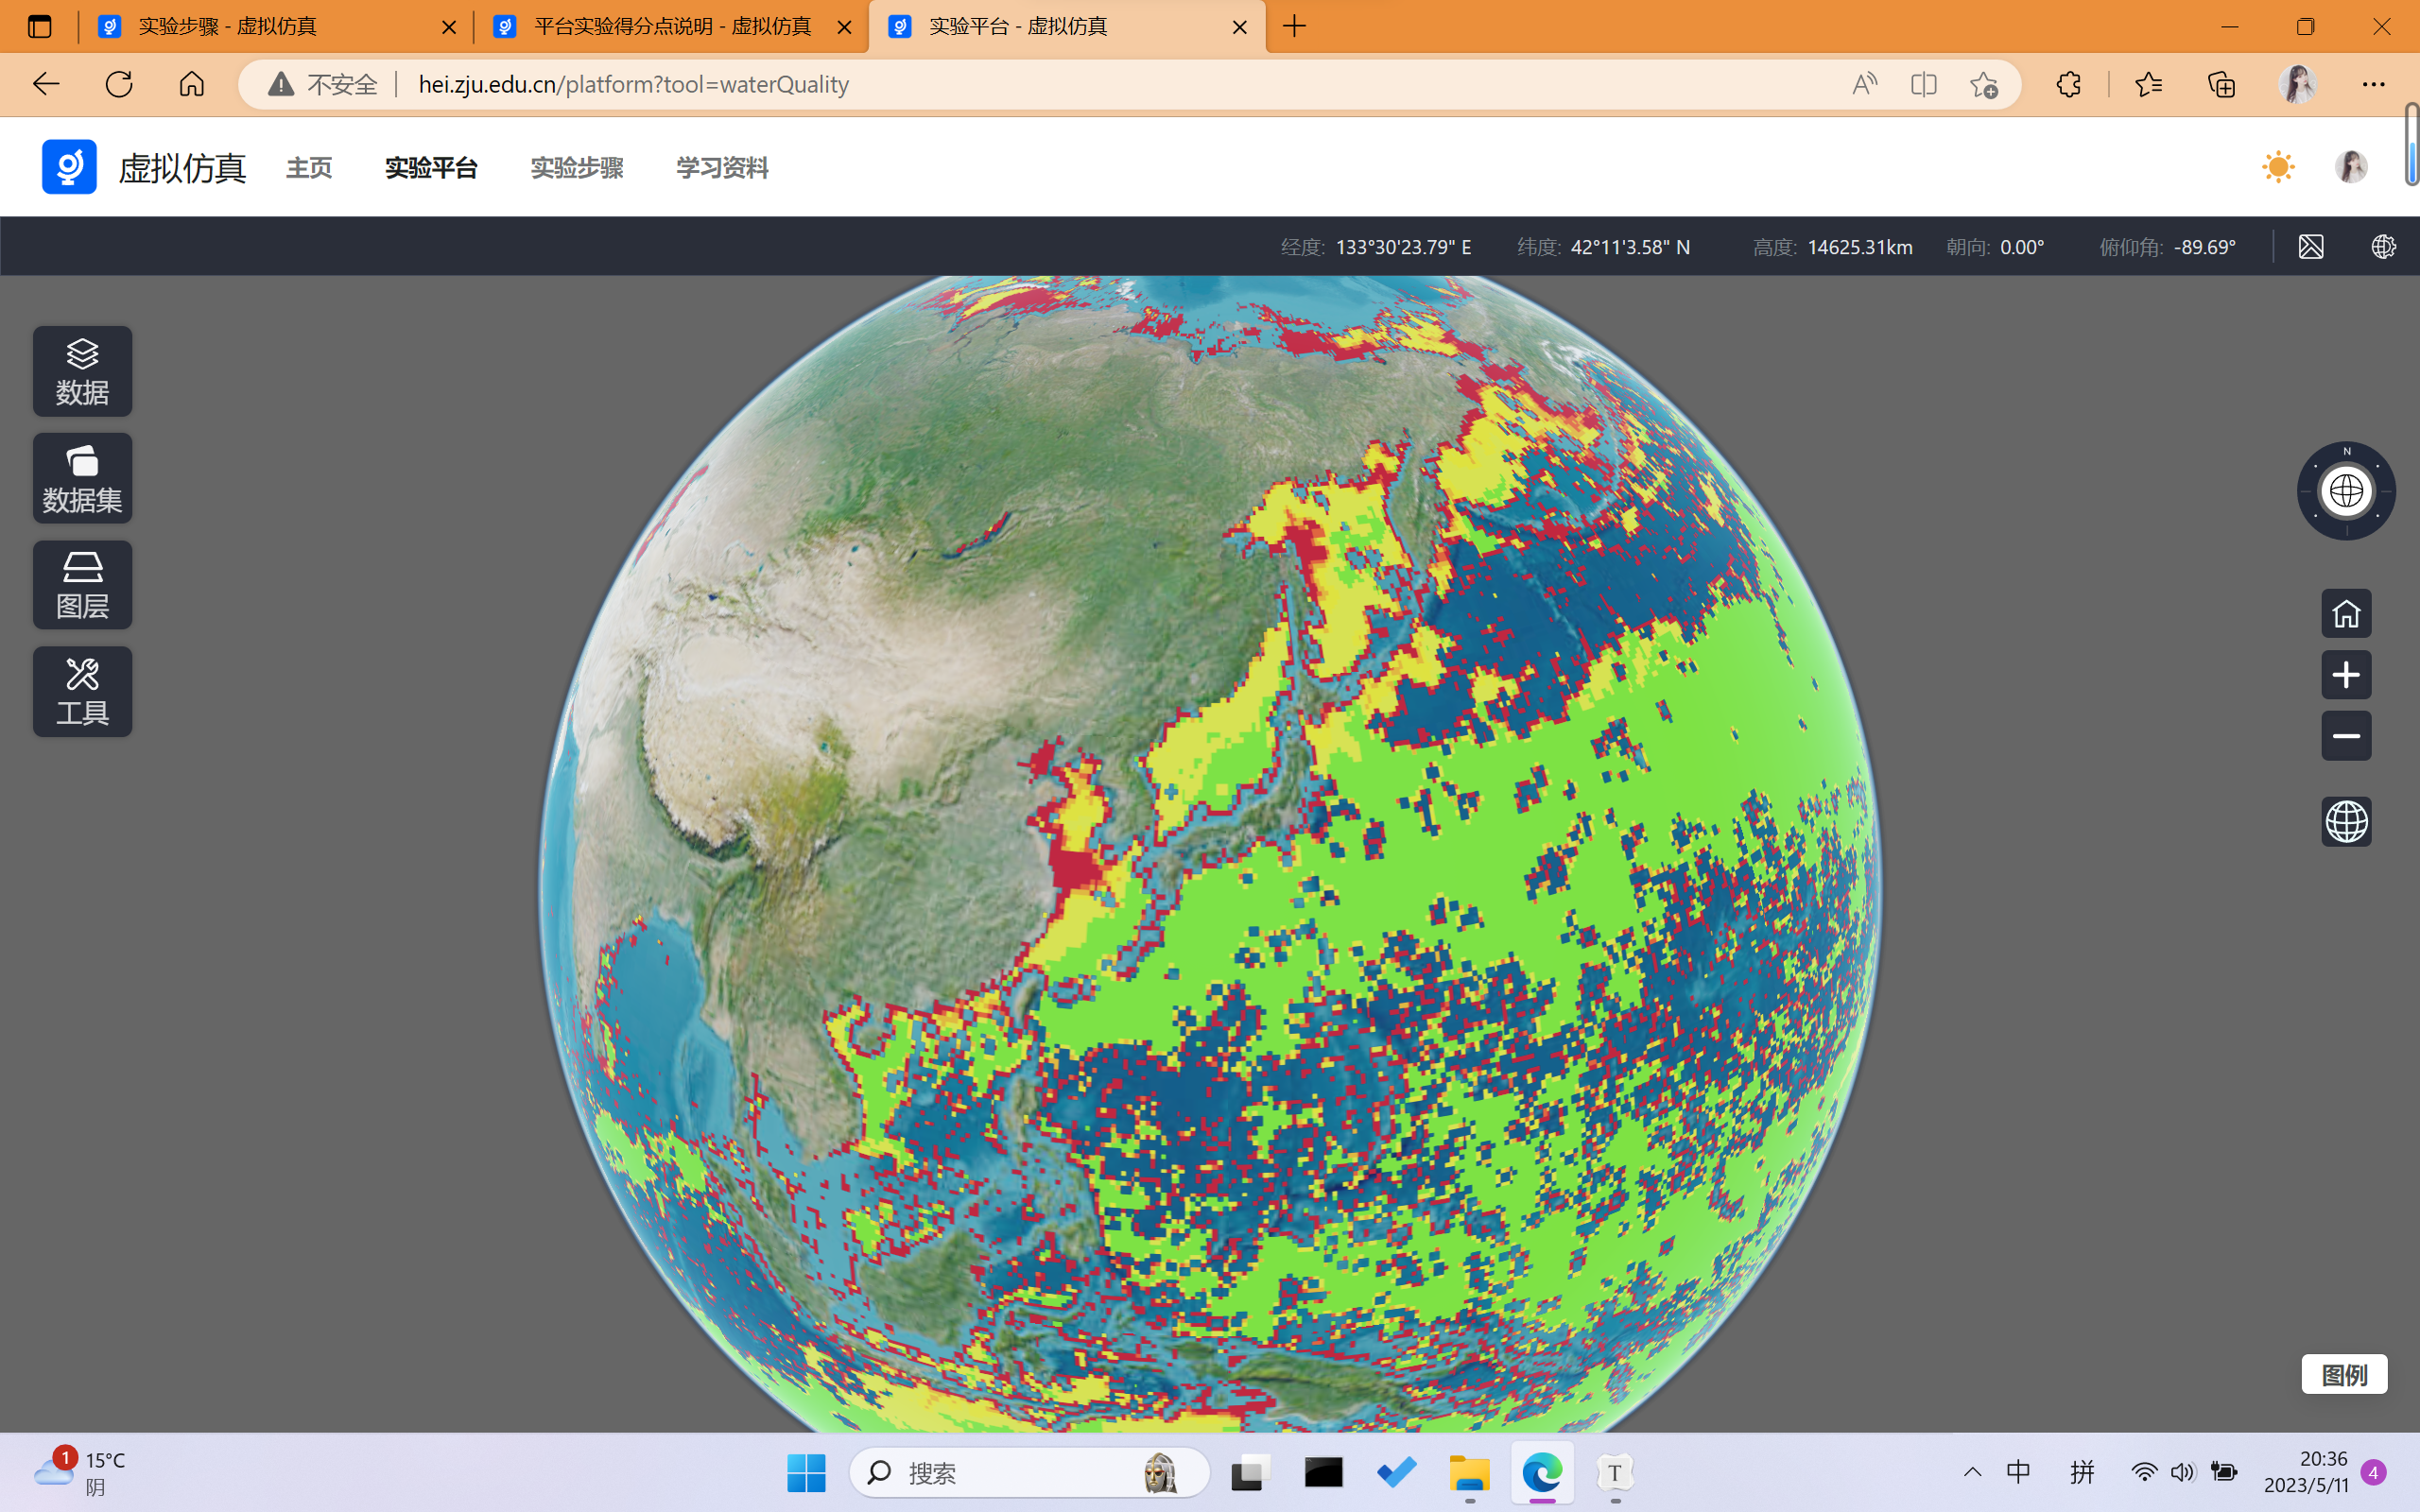 实验步骤 - 虚拟仿真
平台实验得分点说明 - 虚拟仿真
实验平台 - 虚拟仿真
不安全
hei.zju.edu.cn/platform?tool=waterQuality
虚拟仿真
主页
实验平台
实验步骤
学习资料
经度: 133°30'23.79" E
纬度: 42°11'3.58" N
高度: 14625.31km
朝向: 0.00°
俯仰角: -89.69°
数据
数据集
图层
工具
N
图例
1
15°C
阴
搜索
T
中
拼
20:36
2023/5/11
4